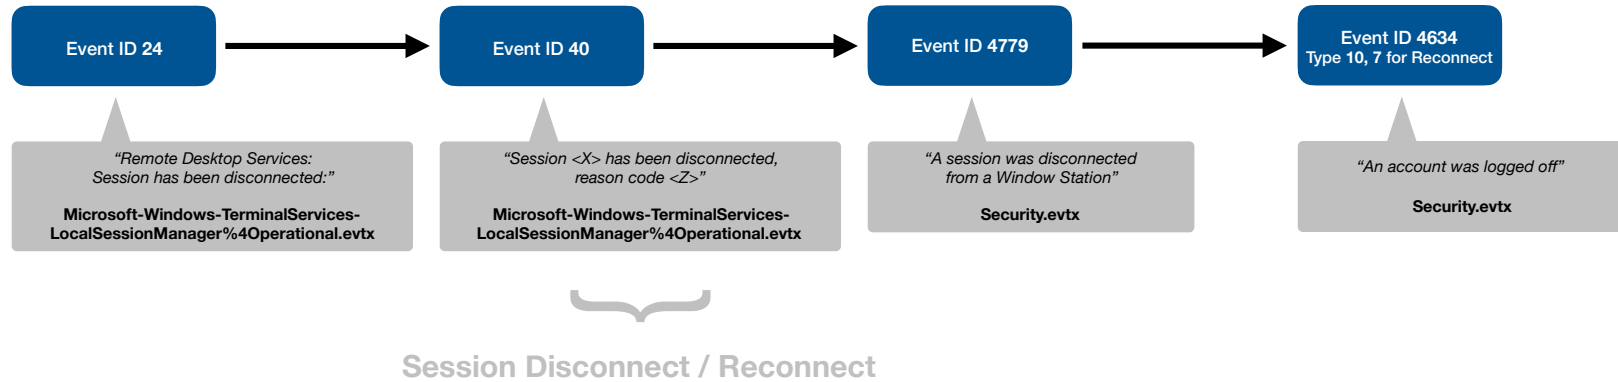 Event ID 24
Event ID 40
Event ID 4779
Event ID 4634
Type 10, 7 for Reconnect
“Remote Desktop Services:
Session has been disconnected:”
Microsoft-Windows-TerminalServices-
LocalSessionManager%4Operational.evtx
“Session <X> has been disconnected,
reason code <Z>”
Microsoft-Windows-TerminalServices-
LocalSessionManager%4Operational.evtx
“A session was disconnected
from a Window Station”
Security.evtx
“An account was logged off”
Security.evtx
Session Disconnect / Reconnect